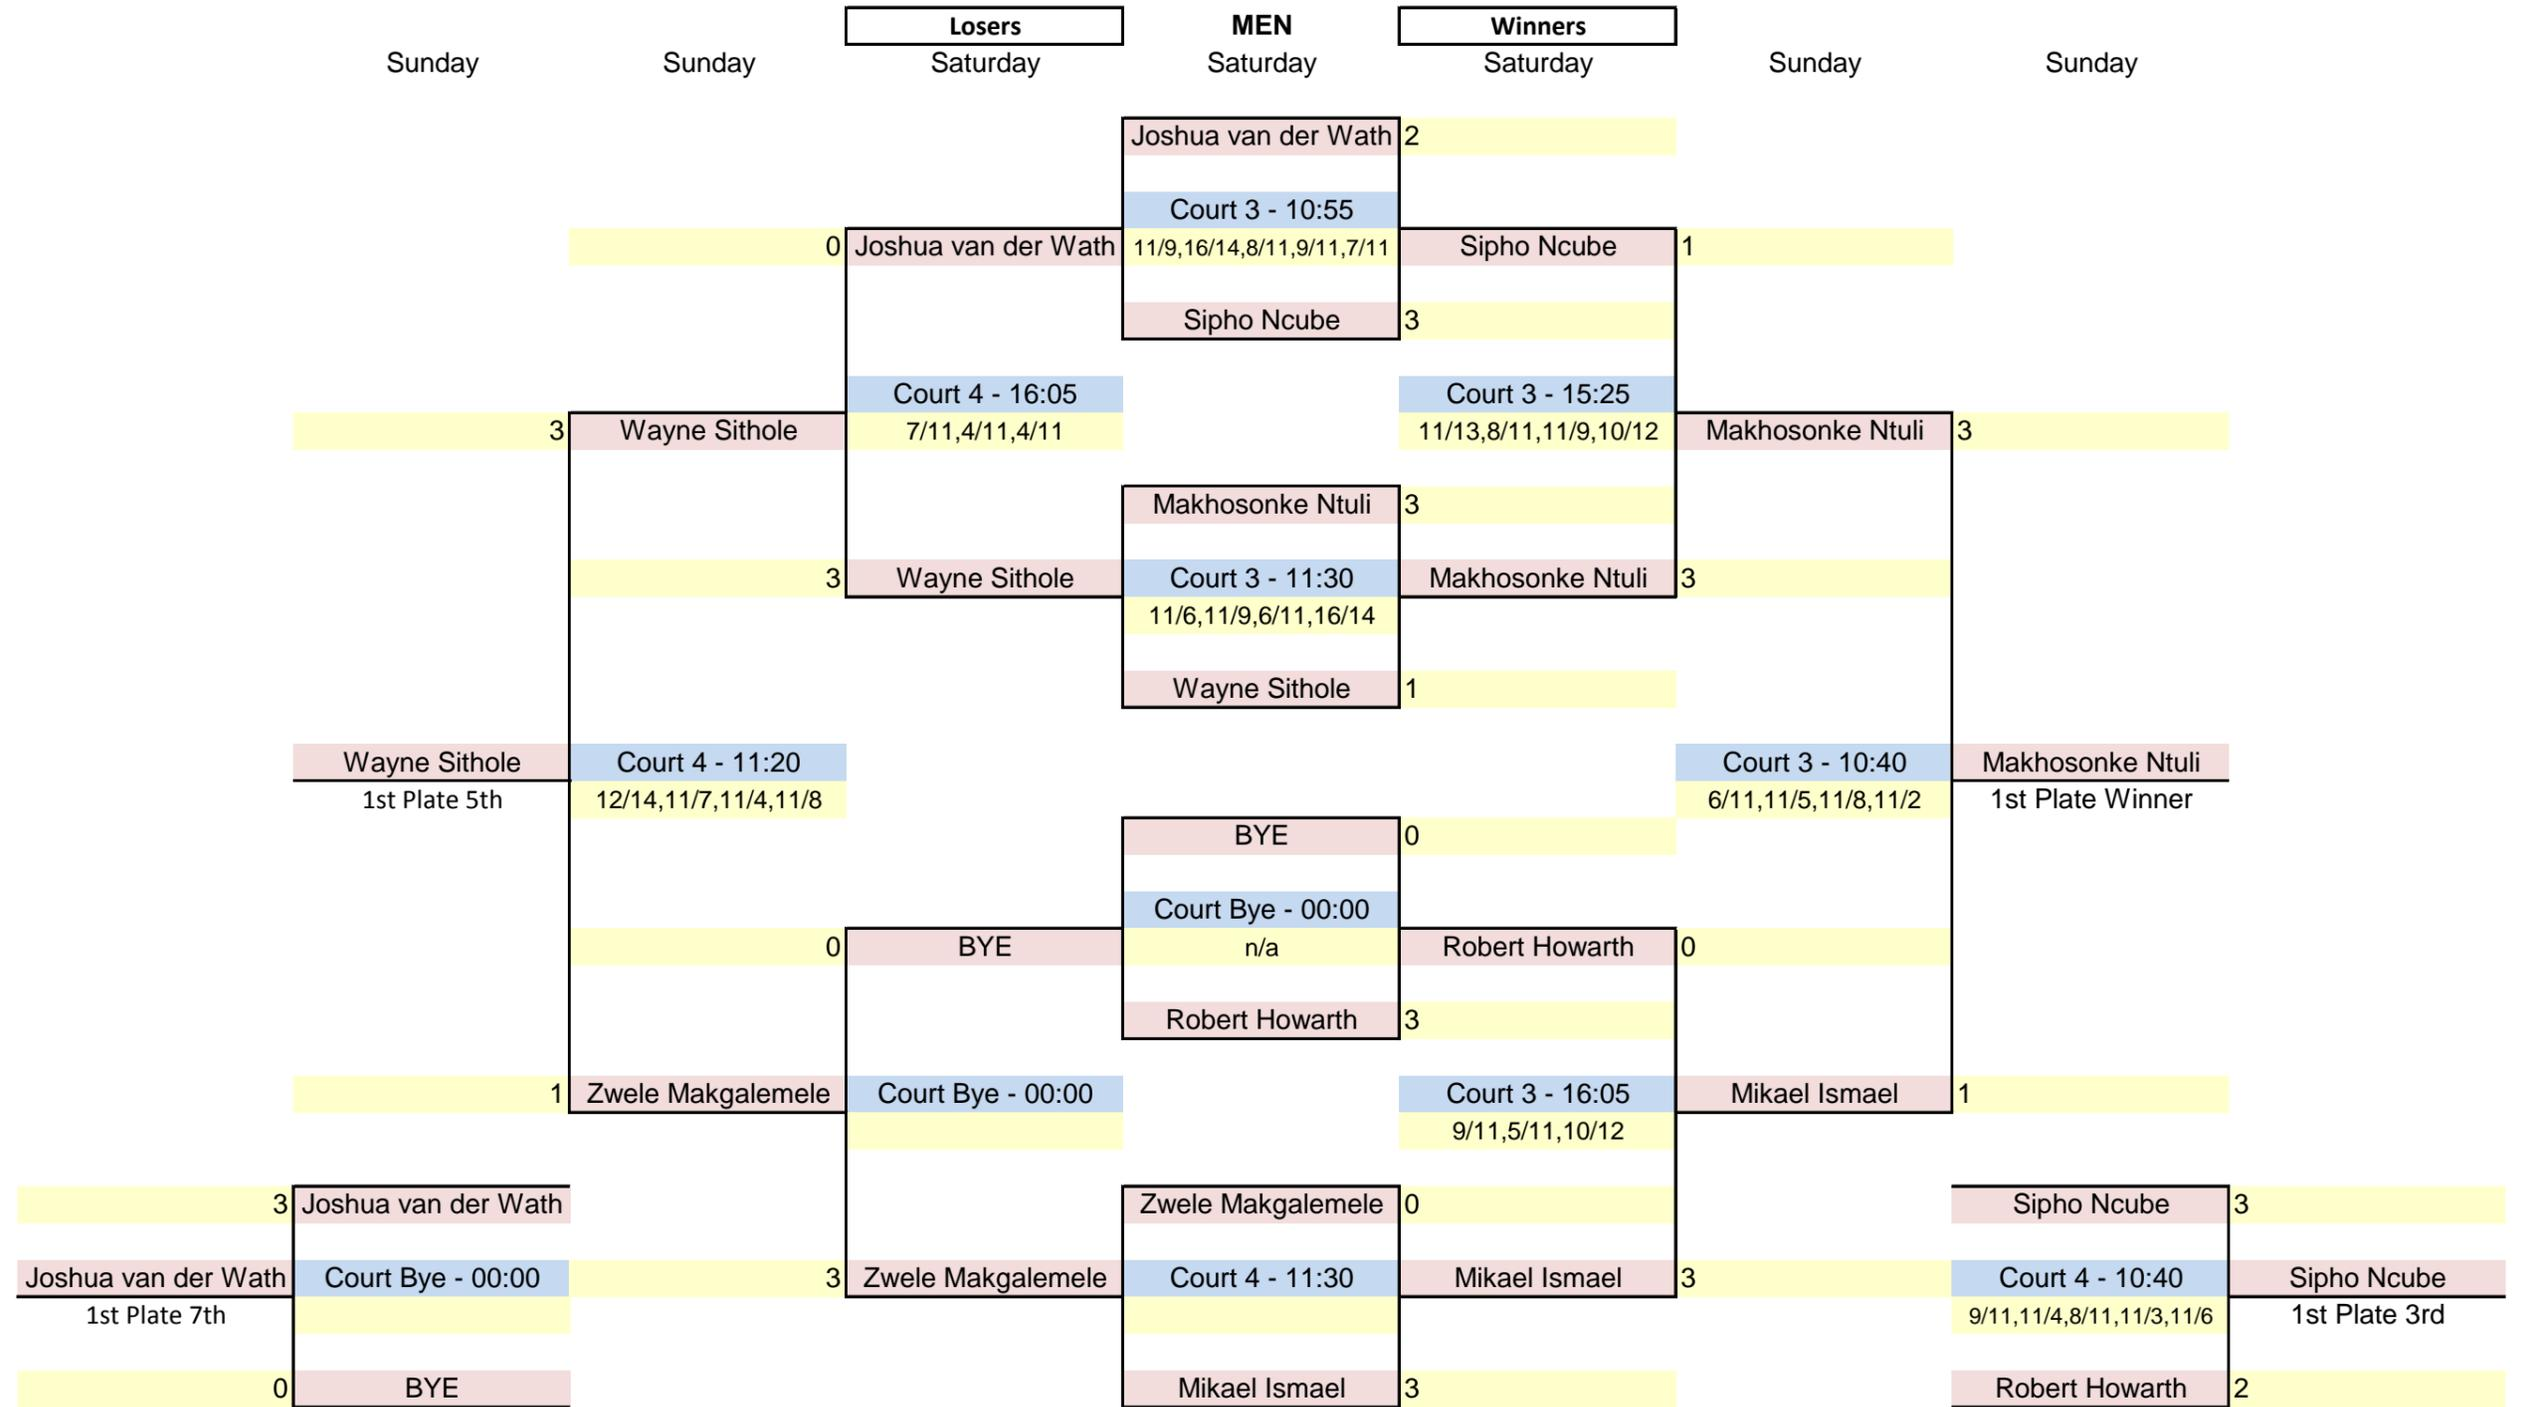 Losers MEN Winners
Sunday Sunday Saturday Saturday Saturday Sunday Sunday
Joshua van der Wath 2
Court 3 - 10:55
0 Joshua van der Wath 11/9,16/14,8/11,9/11,7/11 Sipho Ncube 1
Sipho Ncube 3
Court 4 - 16:05 Court 3 - 15:25
3 Wayne Sithole 7/11,4/11,4/11 11/13,8/11,11/9,10/12 Makhosonke Ntuli 3
Makhosonke Ntuli 3
3 Wayne Sithole Court 3 - 11:30 Makhosonke Ntuli 3
11/6,11/9,6/11,16/14
Wayne Sithole 1
Wayne Sithole Court 4 - 11:20 Court 3 - 10:40 Makhosonke Ntuli
1st Plate 5th 12/14,11/7,11/4,11/8 6/11,11/5,11/8,11/2 1st Plate Winner
BYE 0
Court Bye - 00:00
0 BYE n/a Robert Howarth 0
Robert Howarth 3
1 Zwele Makgalemele Court Bye - 00:00 Court 3 - 16:05 Mikael Ismael 1
9/11,5/11,10/12
3 Joshua van der Wath Zwele Makgalemele 0 Sipho Ncube 3
Joshua van der Wath Court Bye - 00:00 3 Zwele Makgalemele Court 4 - 11:30 Mikael Ismael 3 Court 4 - 10:40 Sipho Ncube
1st Plate 7th 9/11,11/4,8/11,11/3,11/6 1st Plate 3rd
0 BYE Mikael Ismael 3 Robert Howarth 2